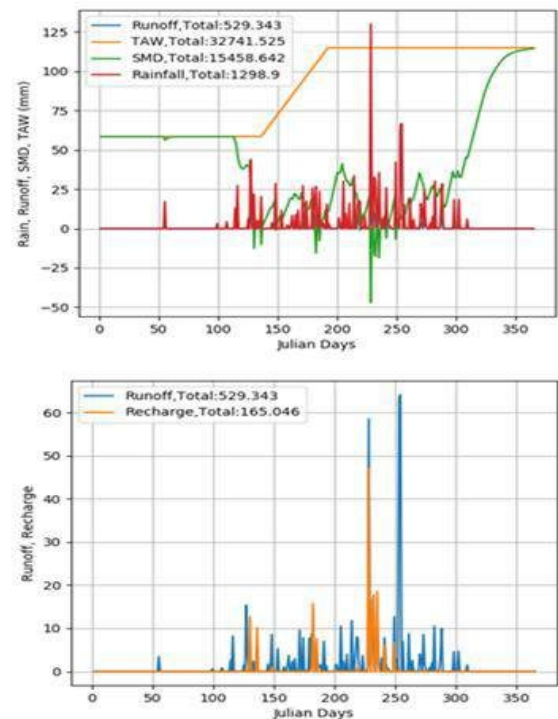 Runoff,Total:529.343
TAW,Total:32741.525
SMD,Total:15458.642
Rainfall,Total:1298.9
Rain, Runoff, SMD, TAW (mm)
125
100
75
50
25
0
−25
−50
0 50 100 150 200 250 300 350
Julian Days
Runoff,Total:529.343
Recharge,Total:165.046
Runoff, Recharge
60
50
40
30
20
10
0
0 50 100 150 200 250 300 350
Julian Days